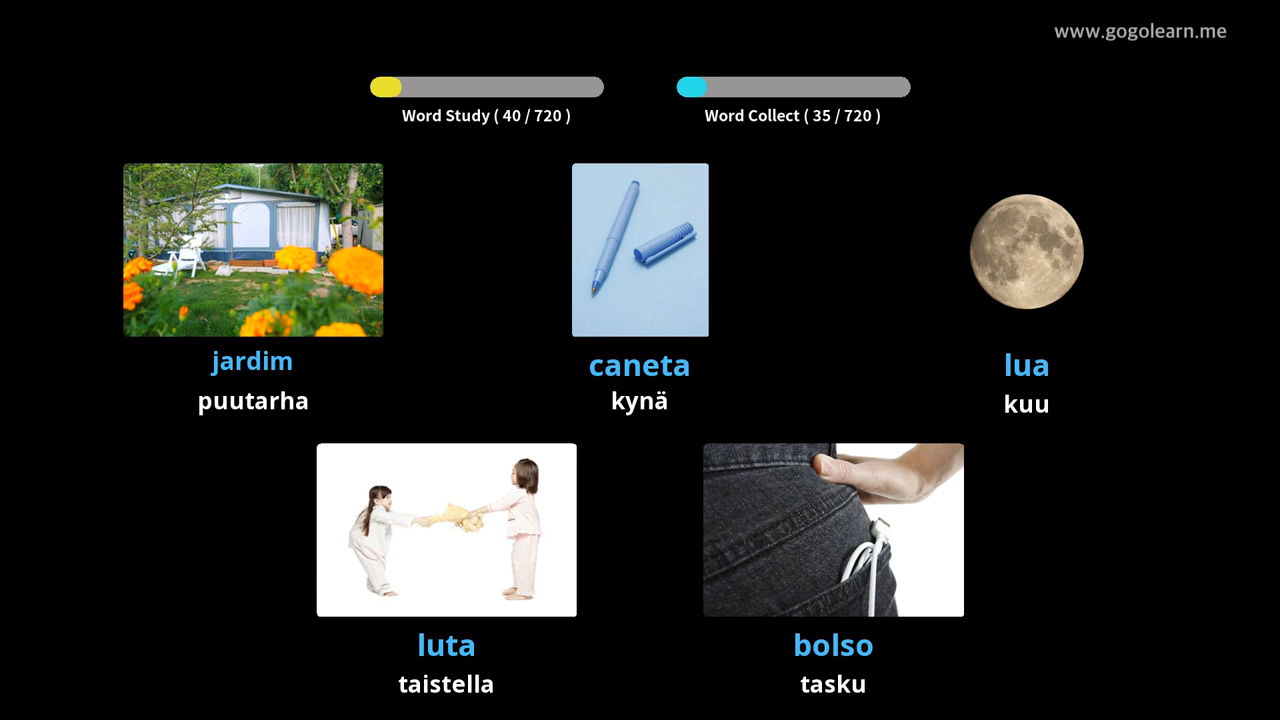 www.gogolearn.me
Word Study ( 40 / 720 )
Word Collect ( 35 / 720 )
jardim
puutarha
caneta
kynä
lua
kuu
luta
taistella
bolso
tasku